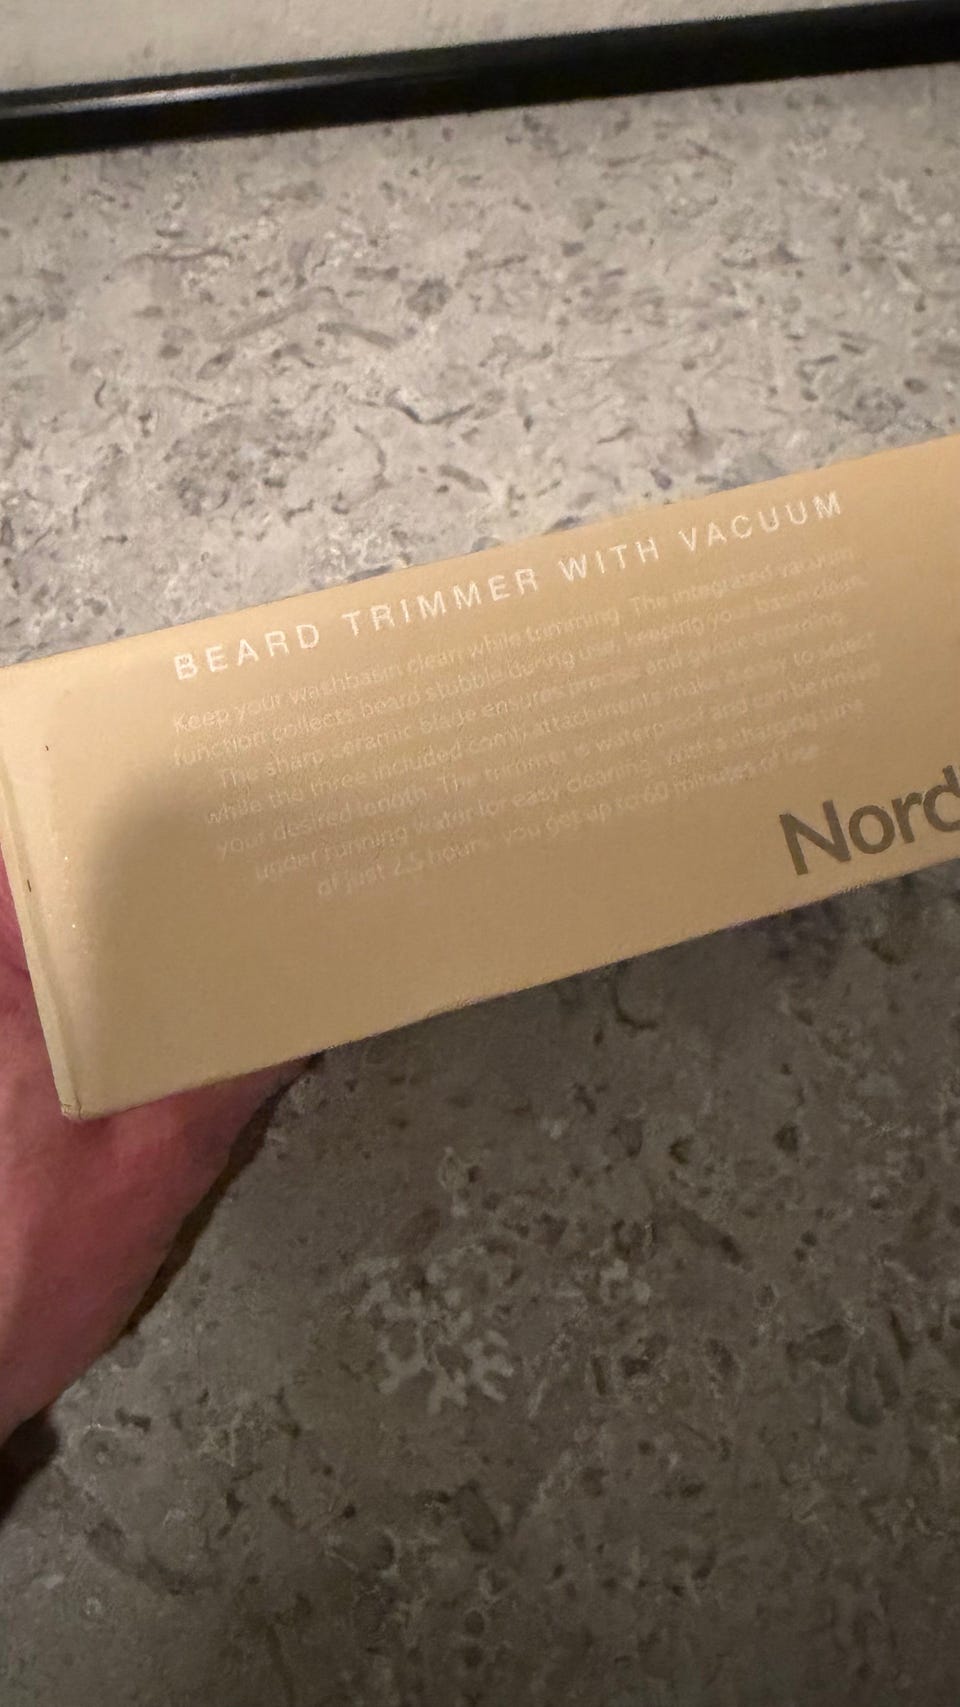 BEARD TRIMMER WITH VACUUM
Keep your washbasin clean while trimming. The integrated vacuum
function collects beard stubble during use, keeping your basin clean.
The sharp ceramic blade ensures precise and gentle trimming,
while the three included comb attachments make it easy to select
your desired length. The trimmer is waterproof and can be rinsed
under running water for easy cleaning. With a charging time
of just 2.5 hours, you get up to 60 minutes of use
Nord